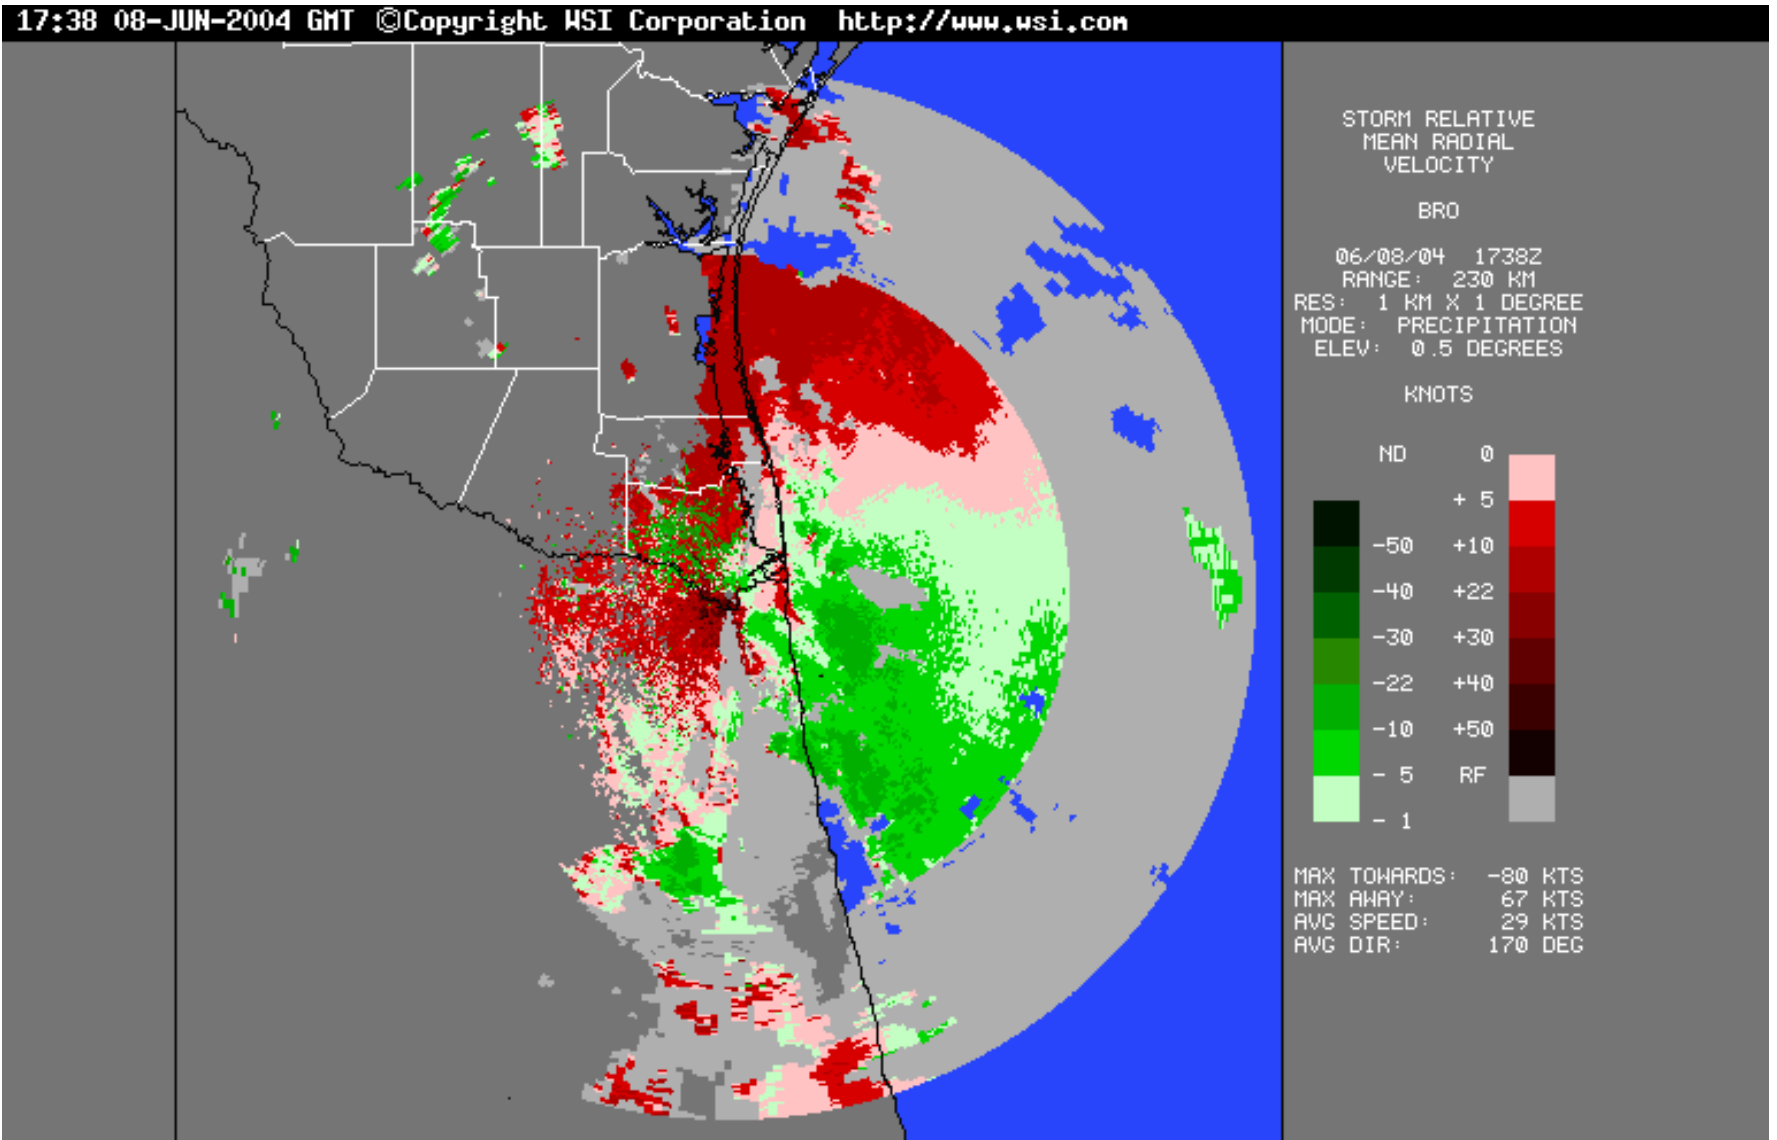 17:38 08-JUN-2004 GMT ©Copyright WSI Corporation http://www.wsi.com
STORM RELATIVE
MEAN RADIAL
VELOCITY
BRO
06/08/04 1738Z
RANGE: 230 KM
RES: 1 KM X 1 DEGREE
MODE: PRECIPITATION
ELEV: 0.5 DEGREES
KNOTS
ND 0
+ 5
-50 +10
-40 +22
-30 +30
-22 +40
-10 +50
- 5 RF
- 1
MAX TOWARDS: -80 KTS
MAX AWAY: 67 KTS
AVG SPEED: 29 KTS
AVG DIR: 170 DEG